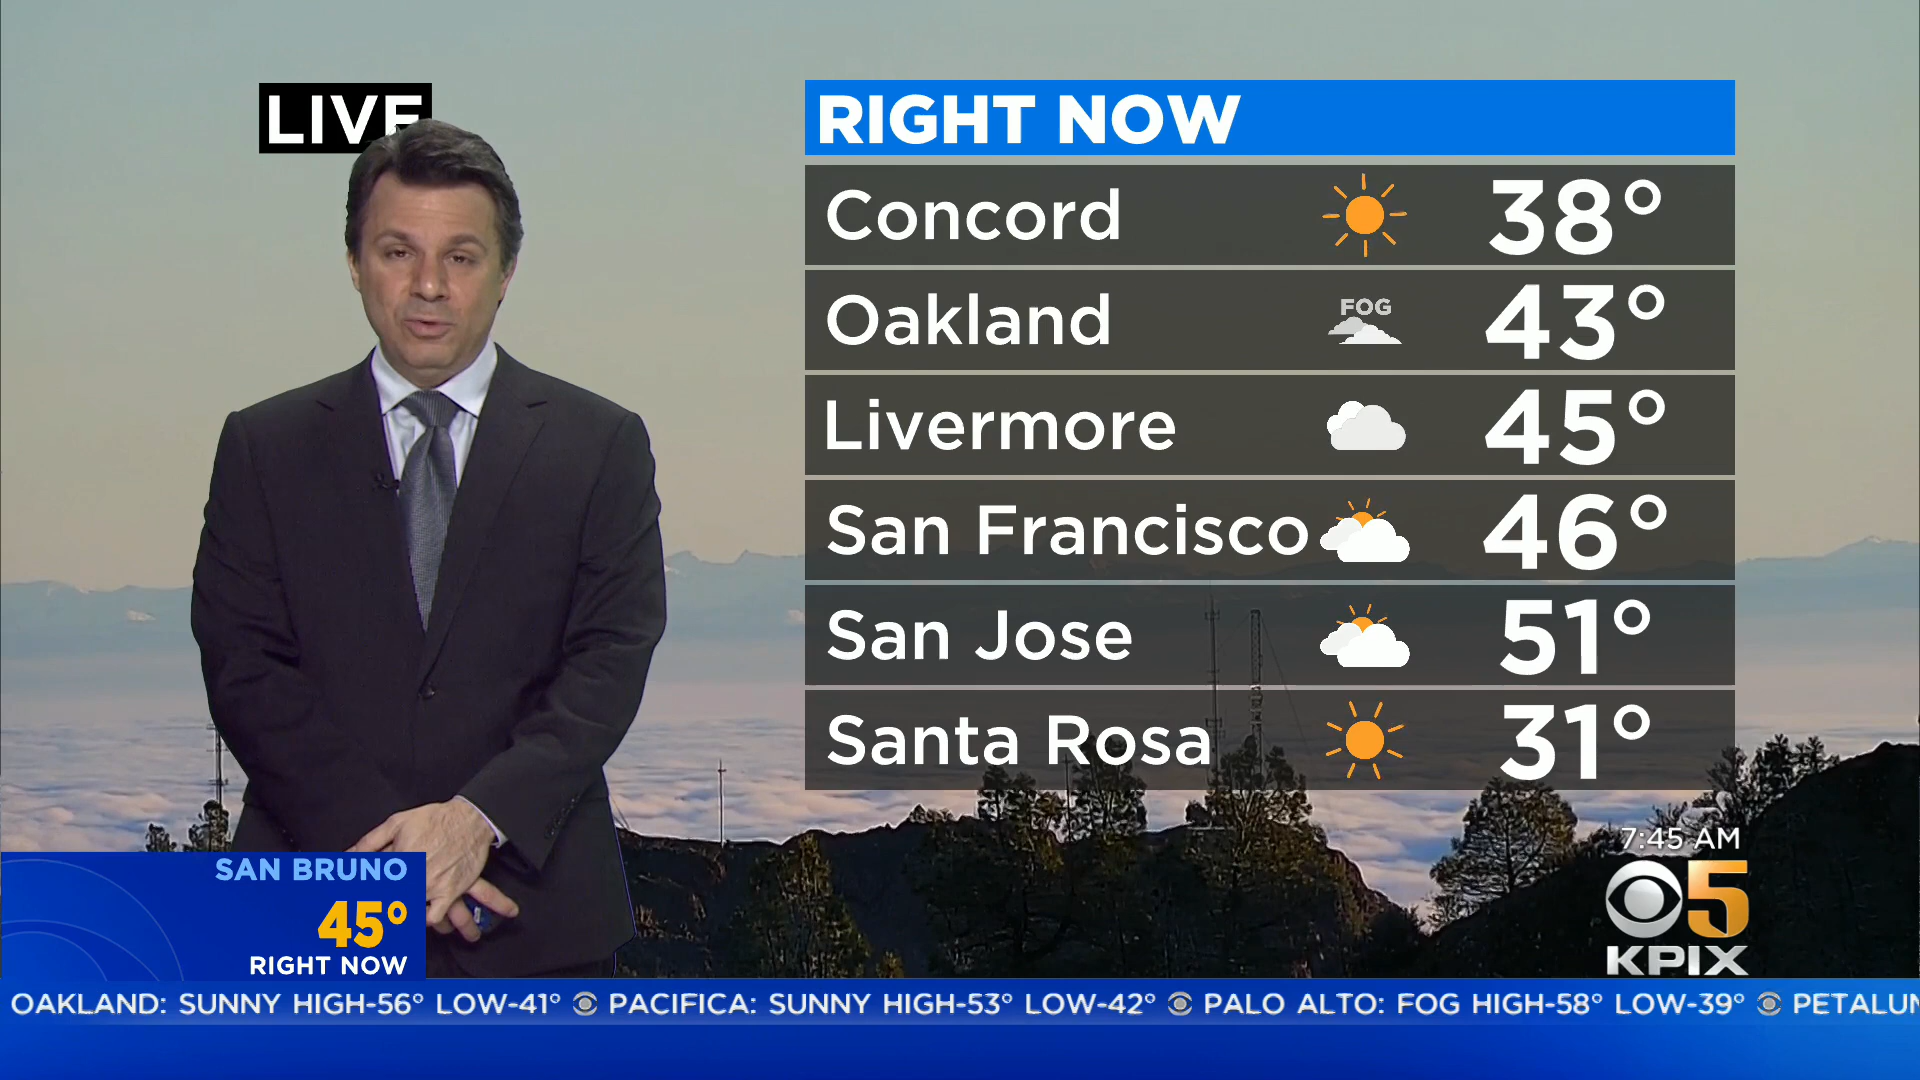 LIVE
RIGHT NOW
Concord 38°
Oakland FOG 43°
Livermore 45°
San Francisco 46°
San Jose 51°
Santa Rosa 31°
7:45 AM
5
KPIX
SAN BRUNO
45°
RIGHT NOW
OAKLAND: SUNNY HIGH-56° LOW-41° PACIFICA: SUNNY HIGH-53° LOW-42° PALO ALTO: FOG HIGH-58° LOW-39° PETALUM